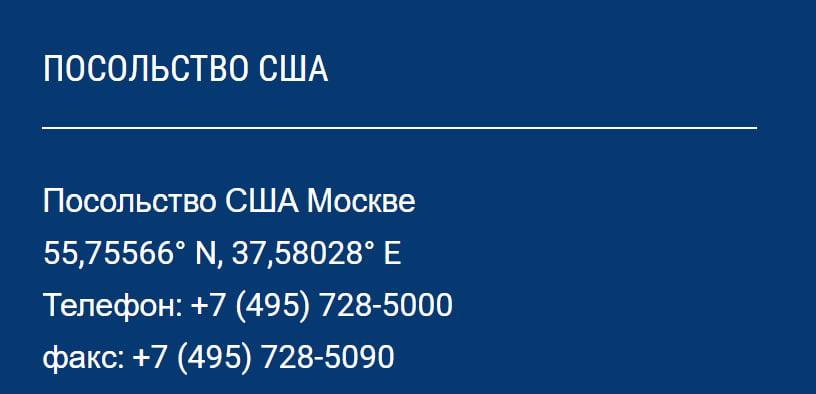 ПОСОЛЬСТВО США
Посольство США Москве
55,75566° N, 37,58028° E
Телефон: +7 (495) 728-5000
факс: +7 (495) 728-5090